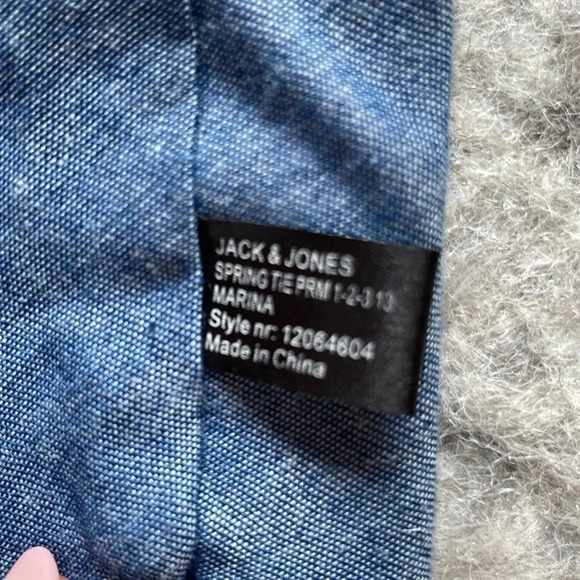 JACK & JONES
SPRING TIE PRM 1-2-3 13
MARINA
Style nr: 12064604
Made in China